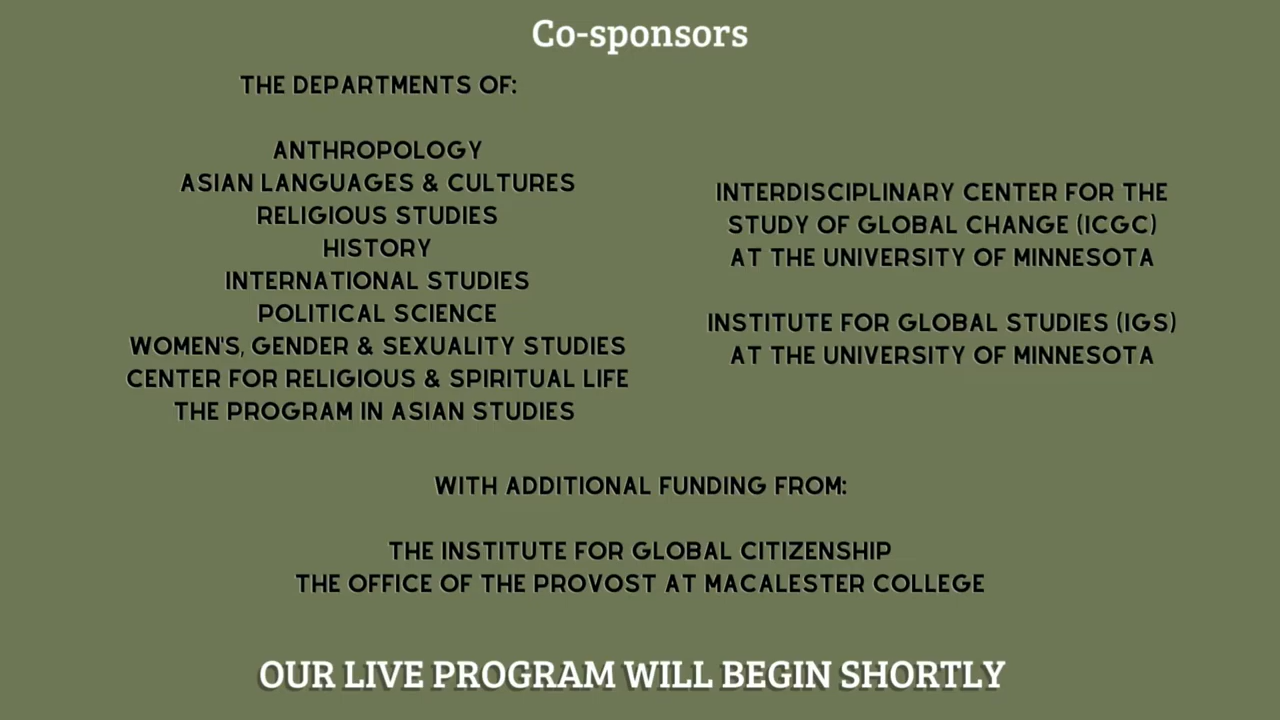 Co-sponsors
THE DEPARTMENTS OF:
ANTHROPOLOGY
ASIAN LANGUAGES & CULTURES
RELIGIOUS STUDIES
HISTORY
INTERNATIONAL STUDIES
POLITICAL SCIENCE
WOMEN'S, GENDER & SEXUALITY STUDIES
CENTER FOR RELIGIOUS & SPIRITUAL LIFE
THE PROGRAM IN ASIAN STUDIES
INTERDISCIPLINARY CENTER FOR THE
STUDY OF GLOBAL CHANGE (ICGC)
AT THE UNIVERSITY OF MINNESOTA
INSTITUTE FOR GLOBAL STUDIES (IGS)
AT THE UNIVERSITY OF MINNESOTA
WITH ADDITIONAL FUNDING FROM:
THE INSTITUTE FOR GLOBAL CITIZENSHIP
THE OFFICE OF THE PROVOST AT MACALESTER COLLEGE
OUR LIVE PROGRAM WILL BEGIN SHORTLY